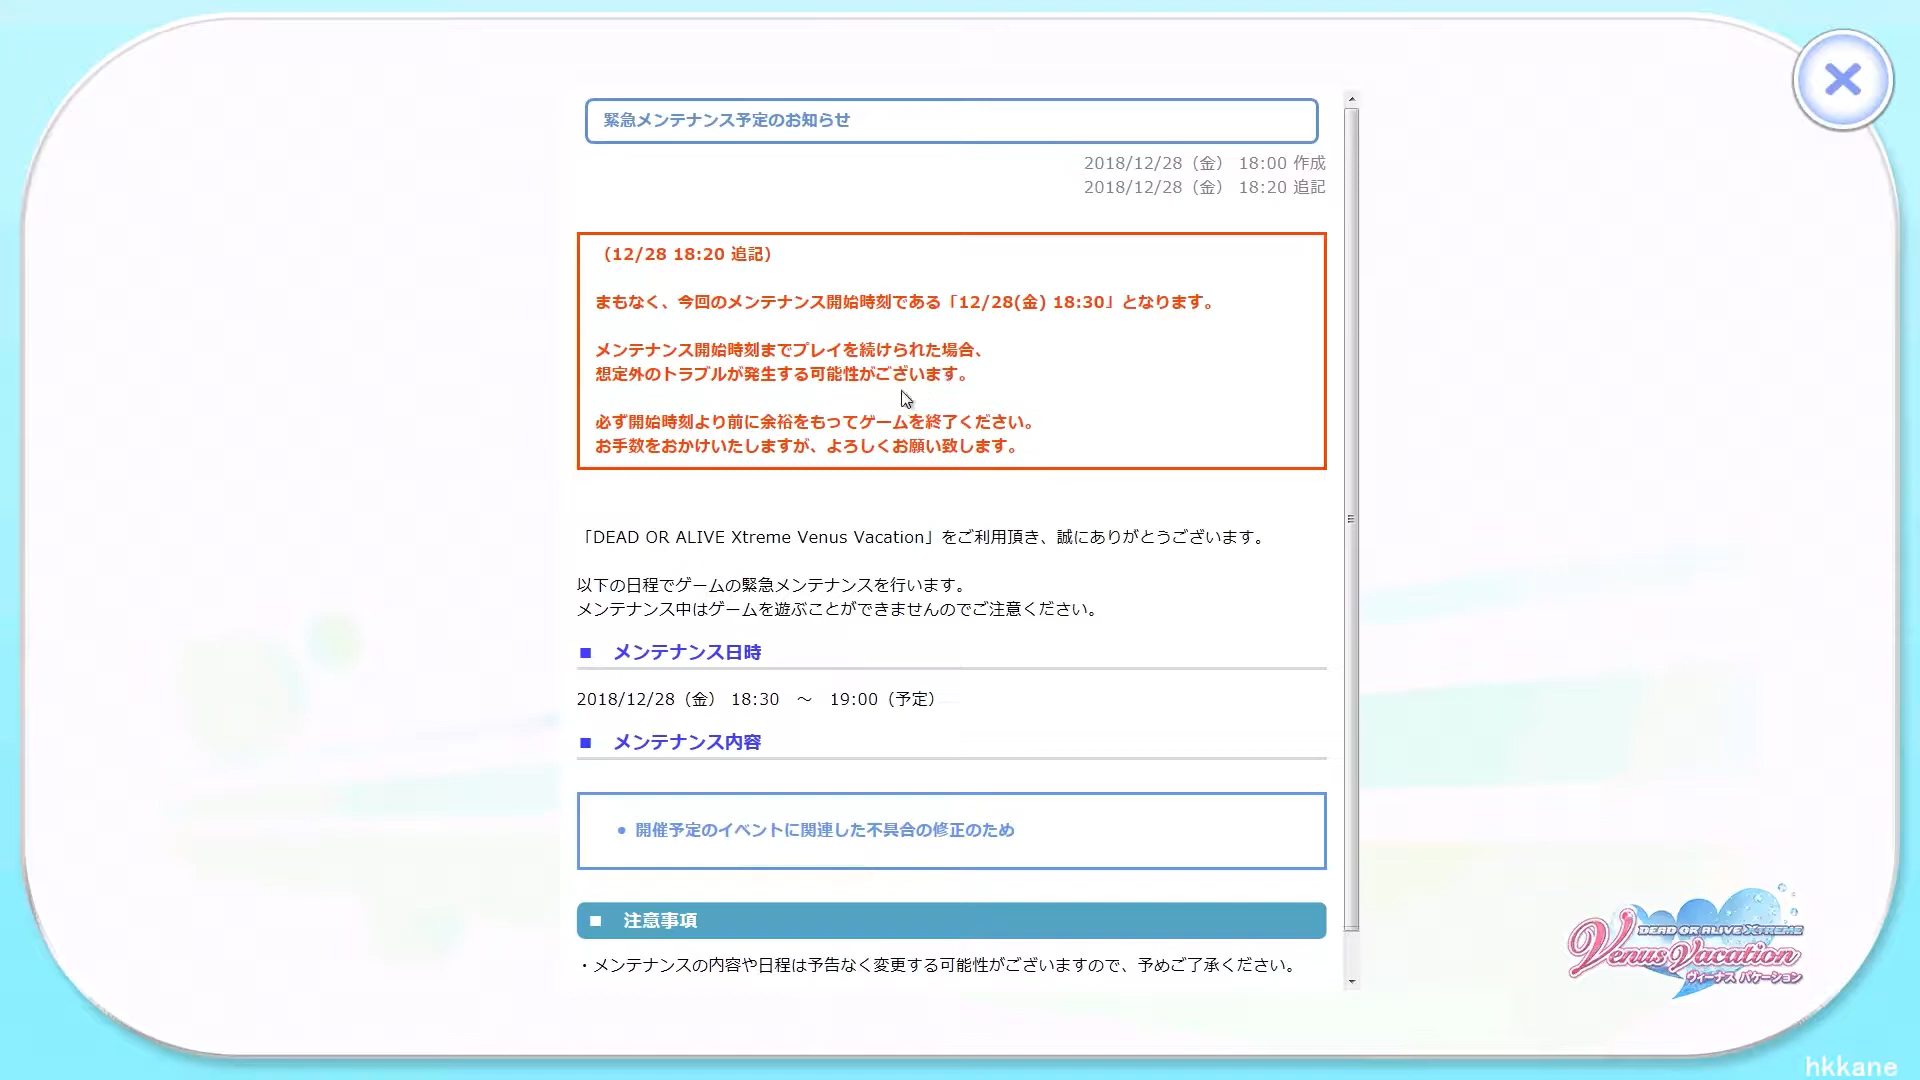 緊急メンテナンス予定のお知らせ
2018/12/28（金） 18:00 作成
2018/12/28（金） 18:20 追記
（12/28 18:20 追記）
まもなく、今回のメンテナンス開始時刻である「12/28(金) 18:30」となります。
メンテナンス開始時刻までプレイを続けられた場合、
想定外のトラブルが発生する可能性がございます。
必ず開始時刻より前に余裕をもってゲームを終了ください。
お手数をおかけいたしますが、よろしくお願い致します。
「DEAD OR ALIVE Xtreme Venus Vacation」をご利用頂き、誠にありがとうございます。
以下の日程でゲームの緊急メンテナンスを行います。
メンテナンス中はゲームを遊ぶことができませんのでご注意ください。
■ メンテナンス日時
2018/12/28（金） 18:30 ～ 19:00（予定）
■ メンテナンス内容
• 開催予定のイベントに関連した不具合の修正のため
■ 注意事項
・メンテナンスの内容や日程は予告なく変更する可能性がございますので、予めご了承ください。
DEAD OR ALIVE XTREME
Venus Vacation
ヴィーナス バケーション
hkkane